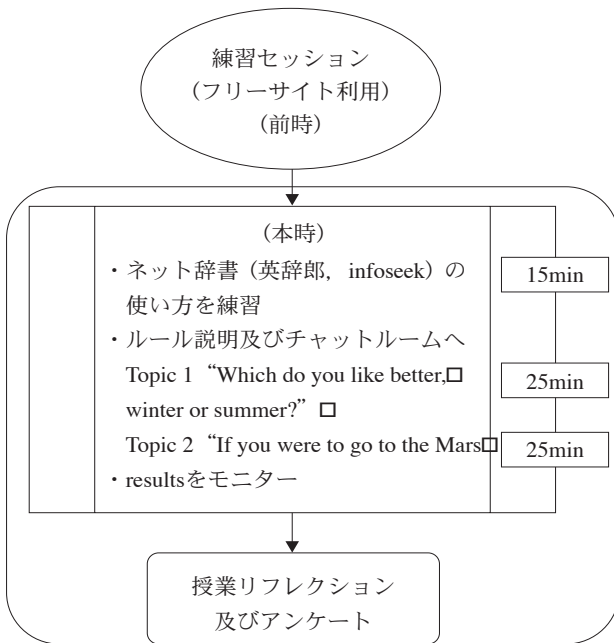 練習セッション
（フリーサイト利用）
（前時）
（本時）
・ネット辞書（英辞郎，infoseek）の
使い方を練習
15min
・ルール説明及びチャットルームへ
Topic 1 “Which do you like better,□
winter or summer?” □
25min
Topic 2 “If you were to go to the Mars□
25min
・resultsをモニター
授業リフレクション
及びアンケート